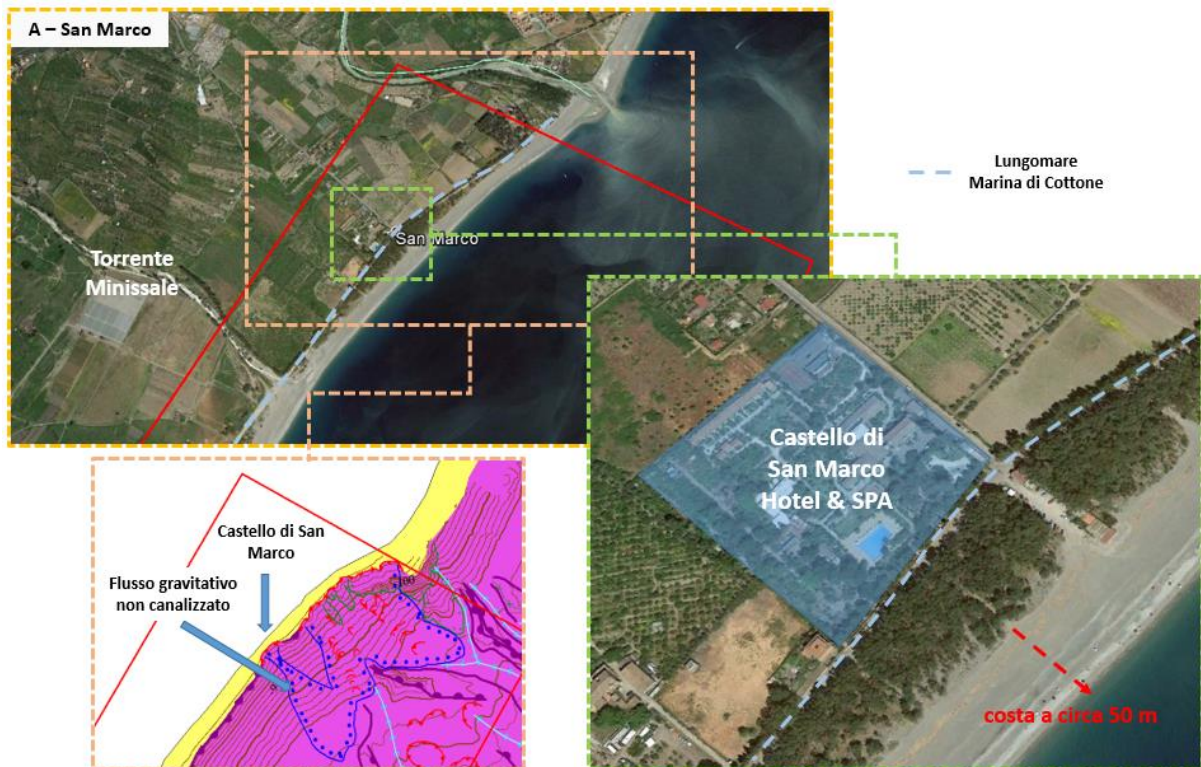 A – San Marco
San Marco
Torrente
Minissale
Lungomare
Marina di Cottone
Castello di
San Marco
Hotel & SPA
costa a circa 50 m
Castello di San
Marco
Flusso gravitativo
non canalizzato